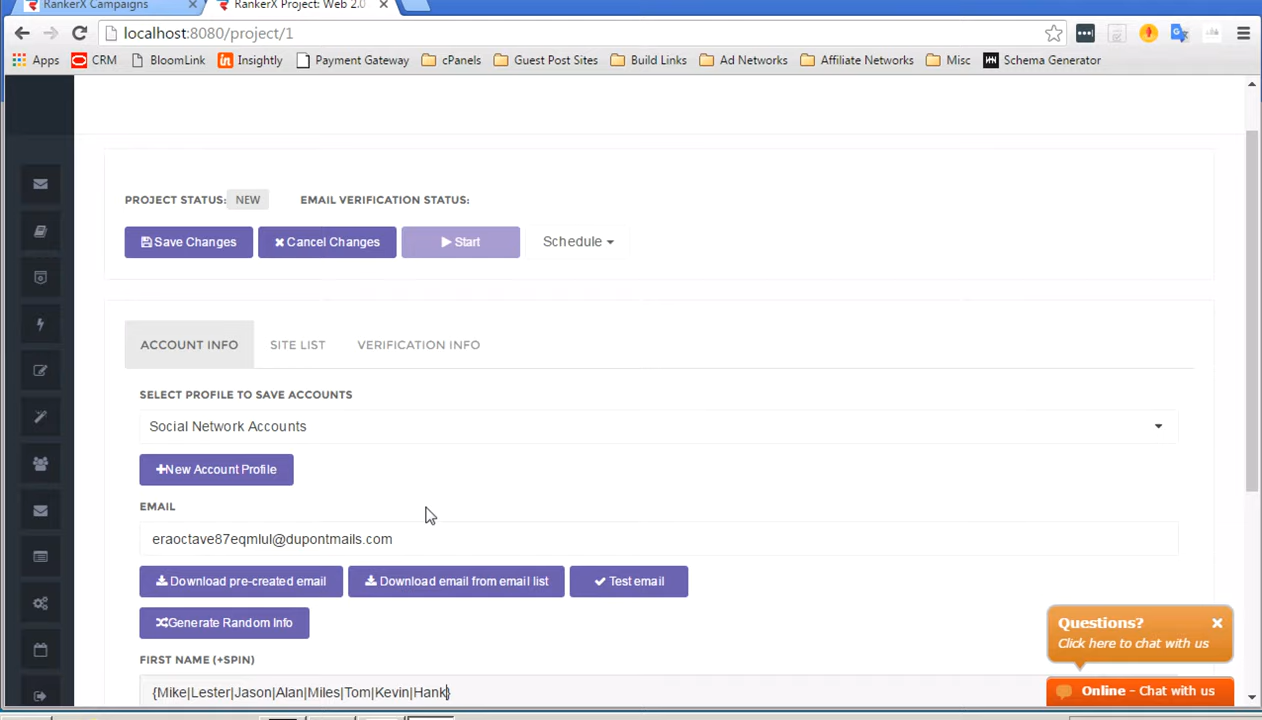 RankerX Campaigns
RankerX Project: Web 2.0
localhost:8080/project/1
Apps CRM BloomLink Insightly Payment Gateway cPanels Guest Post Sites Build Links Ad Networks Affiliate Networks Misc Schema Generator
PROJECT STATUS: NEW EMAIL VERIFICATION STATUS:
Save Changes Cancel Changes Start Schedule
ACCOUNT INFO SITE LIST VERIFICATION INFO
SELECT PROFILE TO SAVE ACCOUNTS
Social Network Accounts
New Account Profile
EMAIL
eraoctave87eqmlul@dupontmails.com
Download pre-created email Download email from email list Test email
Generate Random Info
FIRST NAME (+SPIN)
{Mike|Lester|Jason|Alan|Miles|Tom|Kevin|Hank}
Questions?
Click here to chat with us
Online - Chat with us